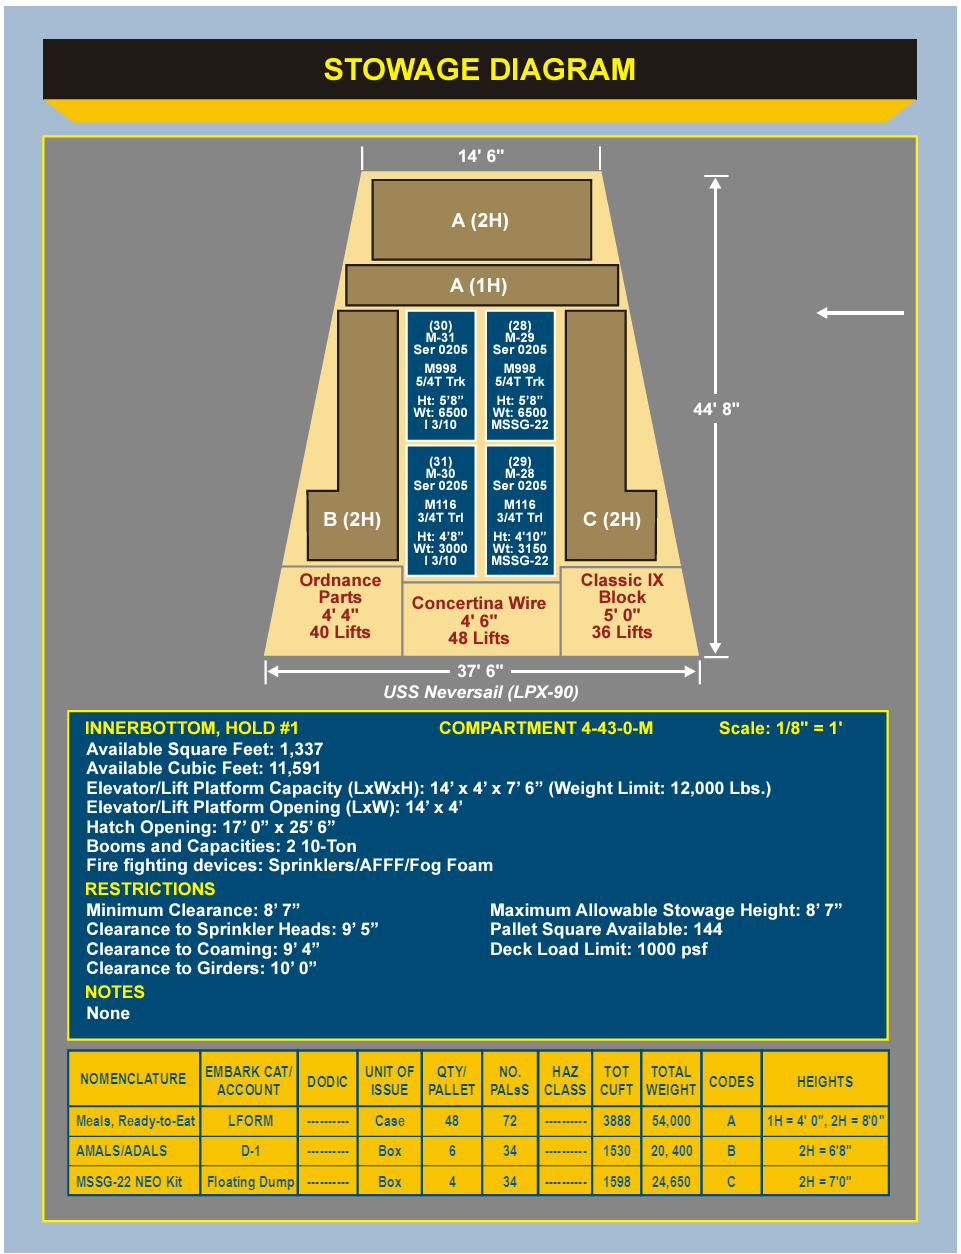 STOWAGE DIAGRAM
14' 6"
A (2H)
A (1H)
(30)
M-31
Ser 0205
M998
5/4T Trk
Ht: 5’8”
Wt: 6500
I 3/10
(28)
M-29
Ser 0205
M998
5/4T Trk
Ht: 5’8”
Wt: 6500
MSSG-22
44' 8"
(31)
M-30
Ser 0205
M116
3/4T Trl
Ht: 4’8”
Wt: 3000
I 3/10
(29)
M-28
Ser 0205
M116
3/4T Trl
Ht: 4'10”
Wt: 3150
MSSG-22
B (2H)
C (2H)
Ordnance
Parts
4' 4"
40 Lifts
Concertina Wire
4' 6"
48 Lifts
Classic IX
Block
5' 0"
36 Lifts
37' 6"
USS Neversail (LPX-90)
INNERBOTTOM, HOLD #1 COMPARTMENT 4-43-0-M Scale: 1/8" = 1'
Available Square Feet: 1,337
Available Cubic Feet: 11,591
Elevator/Lift Platform Capacity (LxWxH): 14’ x 4’ x 7’ 6” (Weight Limit: 12,000 Lbs.)
Elevator/Lift Platform Opening (LxW): 14’ x 4’
Hatch Opening: 17’ 0” x 25’ 6”
Booms and Capacities: 2 10-Ton
Fire fighting devices: Sprinklers/AFFF/Fog Foam
RESTRICTIONS
Minimum Clearance: 8’ 7” Maximum Allowable Stowage Height: 8’ 7”
Clearance to Sprinkler Heads: 9’ 5” Pallet Square Available: 144
Clearance to Coaming: 9’ 4” Deck Load Limit: 1000 psf
Clearance to Girders: 10’ 0”
NOTES
None
NOMENCLATURE EMBARK CAT/ACCOUNT DODIC UNIT OF ISSUE QTY/PALLET NO. PALsS HAZ CLASS TOT CUFT TOTAL WEIGHT CODES HEIGHTS
Meals, Ready-to-Eat LFORM ---------- Case 48 72 ---------- 3888 54,000 A 1H = 4' 0", 2H = 8'0"
AMALS/ADALS D-1 ---------- Box 6 34 ---------- 1530 20, 400 B 2H = 6'8"
MSSG-22 NEO Kit Floating Dump ---------- Box 4 34 ---------- 1598 24,650 C 2H = 7'0"